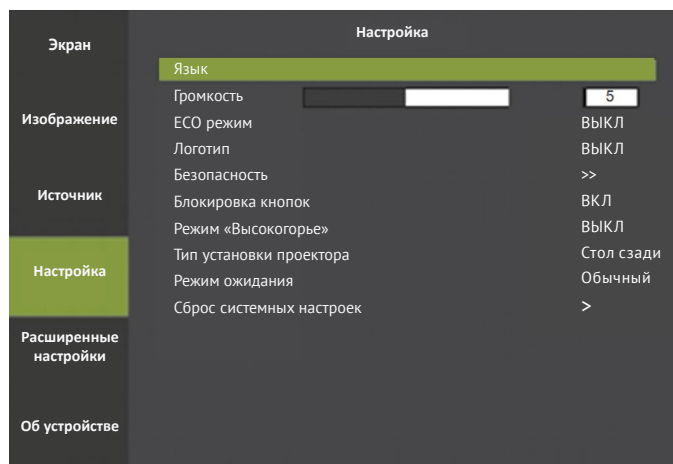 Экран
Изображение
Источник
Настройка
Расширенные
настройки
Об устройстве
Настройка
Язык
Громкость 5
ECO режим ВЫКЛ
Логотип ВЫКЛ
Безопасность >>
Блокировка кнопок ВКЛ
Режим «Высокогорье» ВЫКЛ
Тип установки проектора Стол сзади
Режим ожидания Обычный
Сброс системных настроек >